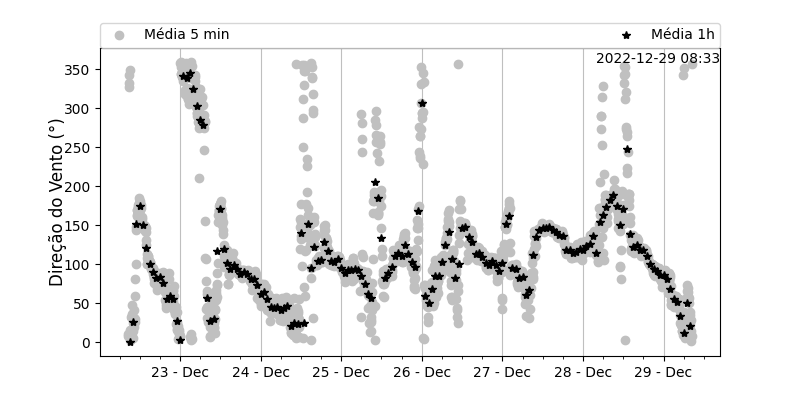 Média 5 min
Média 1h
2022-12-29 08:33
Direção do Vento (°)
350
300
250
200
150
100
50
0
23 - Dec
24 - Dec
25 - Dec
26 - Dec
27 - Dec
28 - Dec
29 - Dec